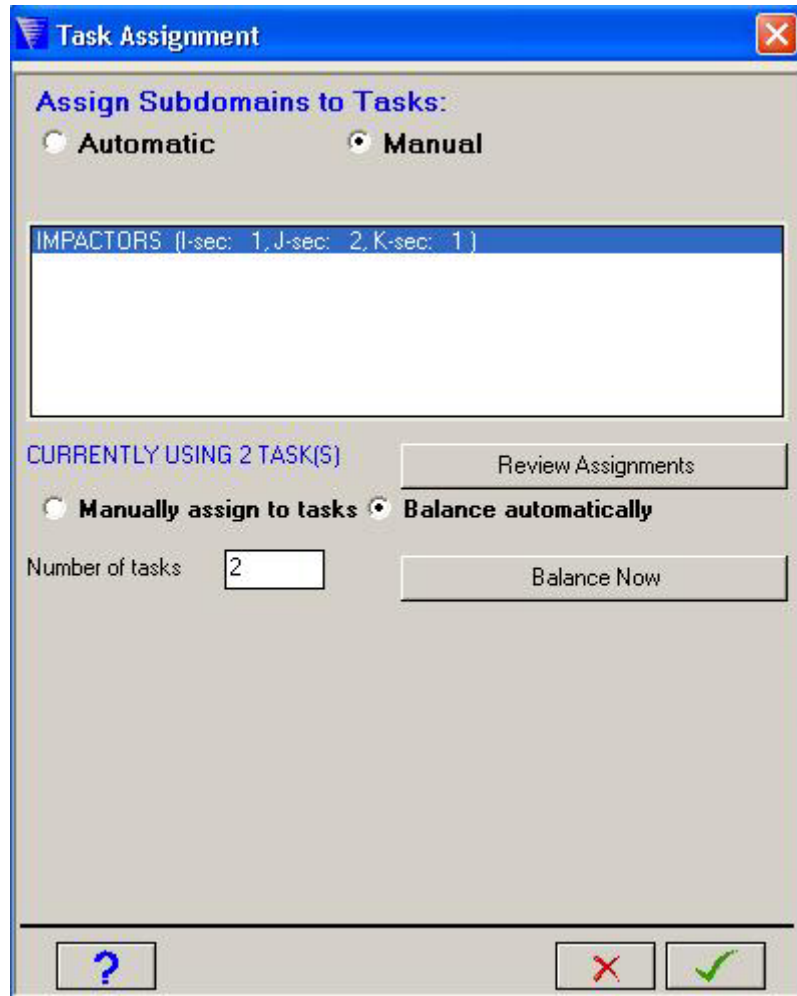 Task Assignment
Assign Subdomains to Tasks:
Automatic Manual
IMPACTORS (I-sec: 1, J-sec: 2, K-sec: 1 )
CURRENTLY USING 2 TASK(S) Review Assignments
Manually assign to tasks Balance automatically
Number of tasks 2 Balance Now
?